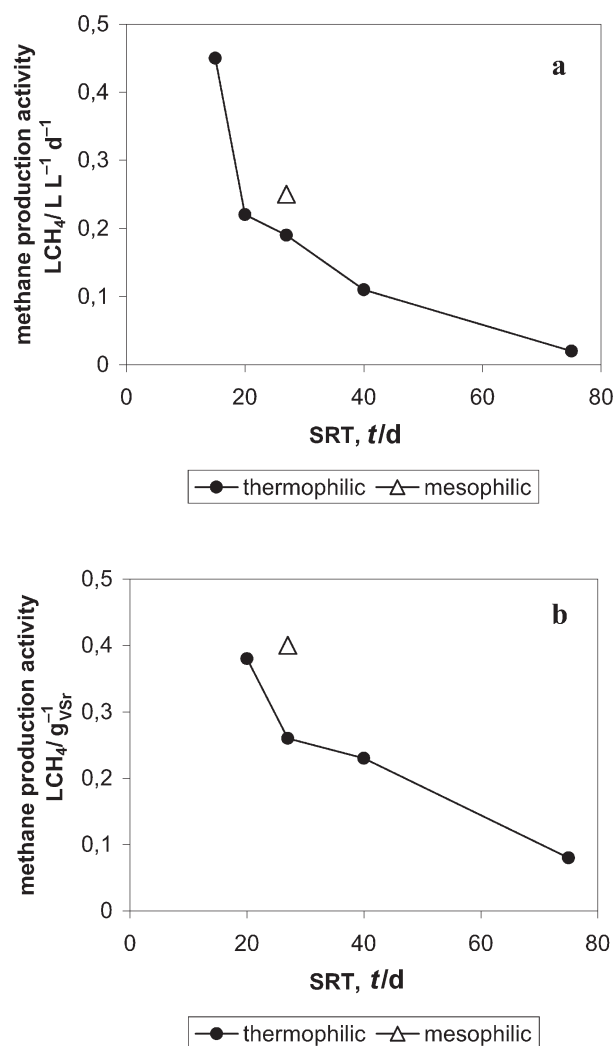 a
0,5
0,4
0,3
0,2
0,1
0
methane production activity
LCH₄/ L L⁻¹ d⁻¹
0 20 40 60 80
SRT, t/d
thermophilic mesophilic
b
0,5
0,4
0,3
0,2
0,1
0
methane production activity
LCH₄/ g⁻¹VSr
0 20 40 60 80
SRT, t/d
thermophilic mesophilic